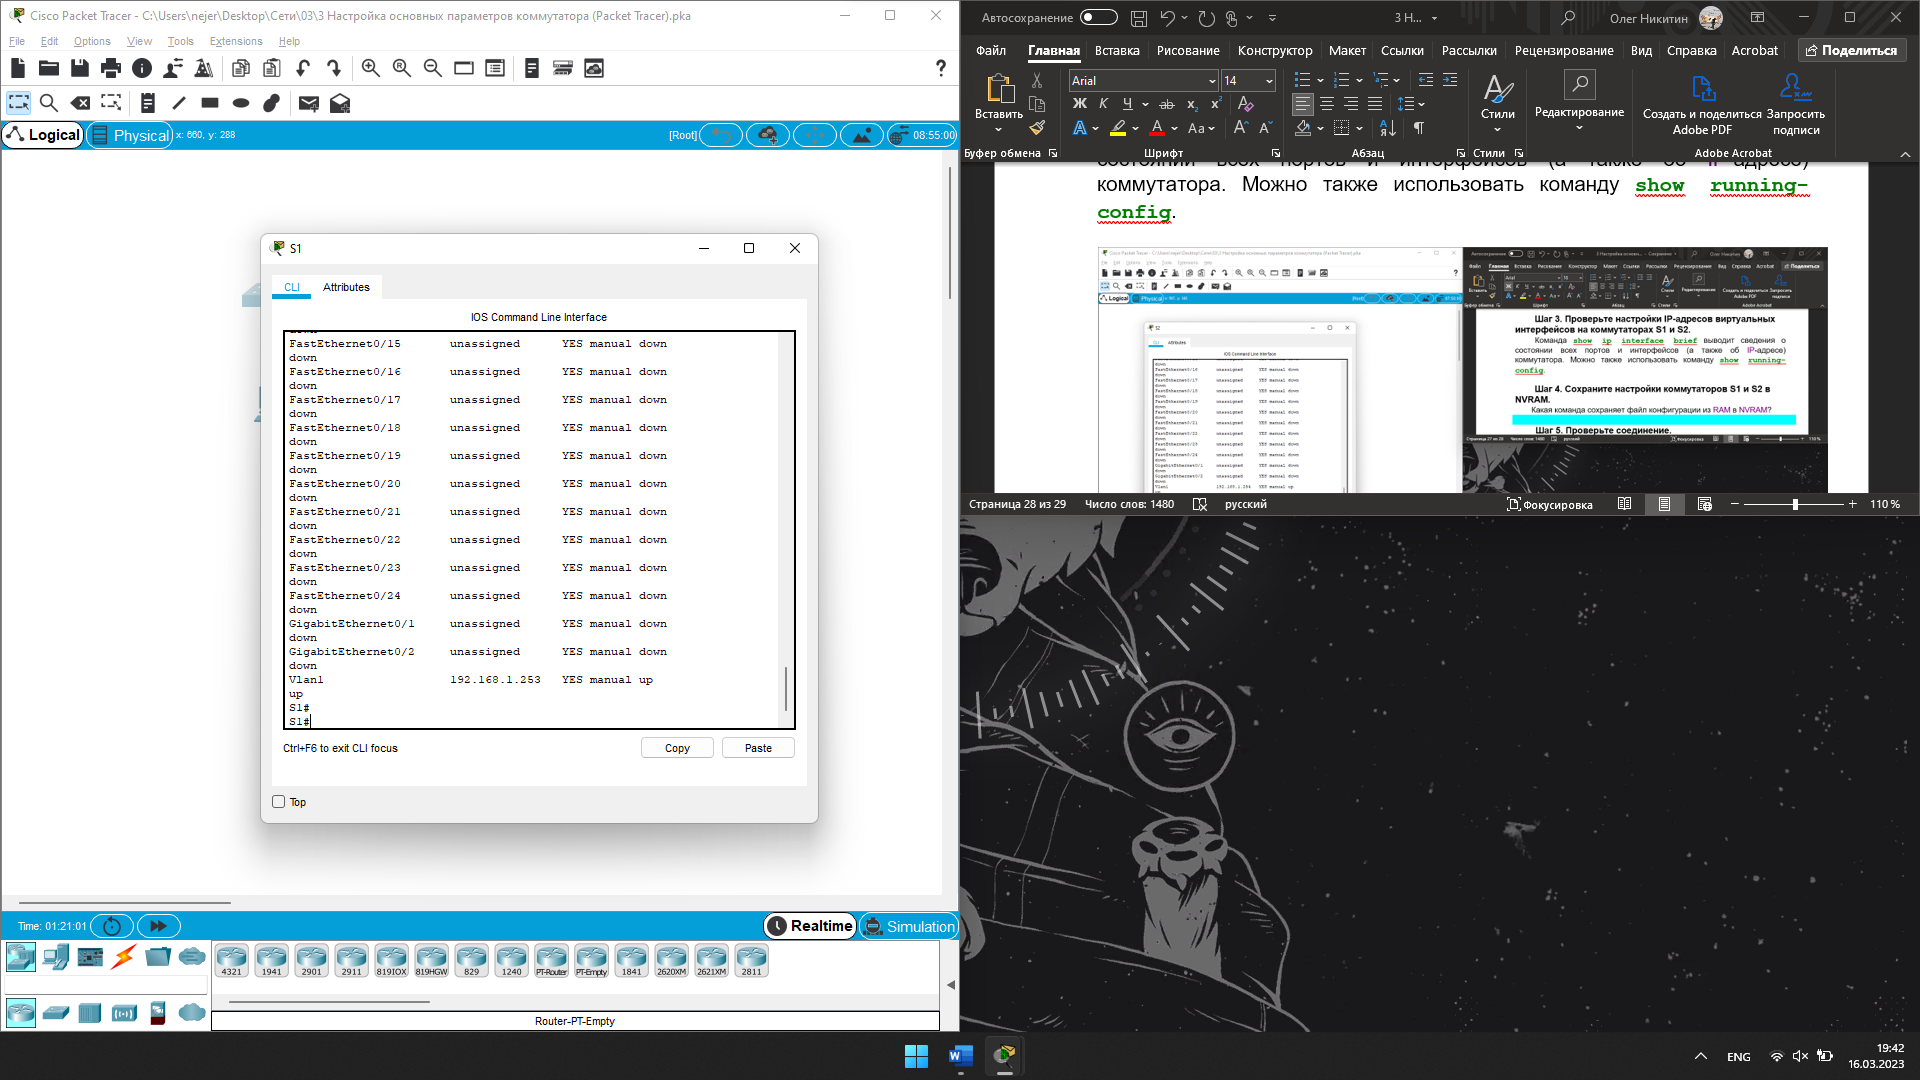 Cisco Packet Tracer - C:\Users\nejer\Desktop\Сети\03\3 Настройка основных параметров коммутатора (Packet Tracer).pka
File Edit Options View Tools Extensions Help
Logical Physical x: 660, y: 288 [Root] 08:55:00
S1
CLI Attributes
IOS Command Line Interface
FastEthernet0/15 unassigned YES manual down
down
FastEthernet0/16 unassigned YES manual down
down
FastEthernet0/17 unassigned YES manual down
down
FastEthernet0/18 unassigned YES manual down
down
FastEthernet0/19 unassigned YES manual down
down
FastEthernet0/20 unassigned YES manual down
down
FastEthernet0/21 unassigned YES manual down
down
FastEthernet0/22 unassigned YES manual down
down
FastEthernet0/23 unassigned YES manual down
down
FastEthernet0/24 unassigned YES manual down
down
GigabitEthernet0/1 unassigned YES manual down
down
GigabitEthernet0/2 unassigned YES manual down
down
Vlan1 192.168.1.253 YES manual up
up
S1#
S1#
Ctrl+F6 to exit CLI focus Copy Paste
Top
Time: 01:21:01 Realtime Simulation
4321 1941 2901 2911 819IOX 819HGW 829 1240 PT-Router PT-Empty 1841 2620XM 2621XM 2811
Router-PT-Empty
Автосохранение 3 Н... Олег Никитин
Файл Главная Вставка Рисование Конструктор Макет Ссылки Рассылки Рецензирование Вид Справка Acrobat Поделиться
Arial 14
Вставить Ж К Ч ab x₂ x² Стили Редактирование Создать и поделиться Adobe PDF Запросить подписи
Буфер обмена Шрифт Абзац Стили Adobe Acrobat
состоянии всех портов и интерфейсов (а также об IP-адресе)
коммутатора. Можно также использовать команду show running-
config.
Шаг 3. Проверьте настройки IP-адресов виртуальных
интерфейсов на коммутаторах S1 и S2.
Команда show ip interface brief выводит сведения о
состоянии всех портов и интерфейсов (а также об IP-адресе)
коммутатора. Можно также использовать команду show running-
config.
Шаг 4. Сохраните настройки коммутаторов S1 и S2 в
NVRAM.
Какая команда сохраняет файл конфигурации из RAM в NVRAM?
Шаг 5. Проверьте соединение.
Страница 28 из 29 Число слов: 1480 русский Фокусировка 110 %
ENG 19:42
16.03.2023